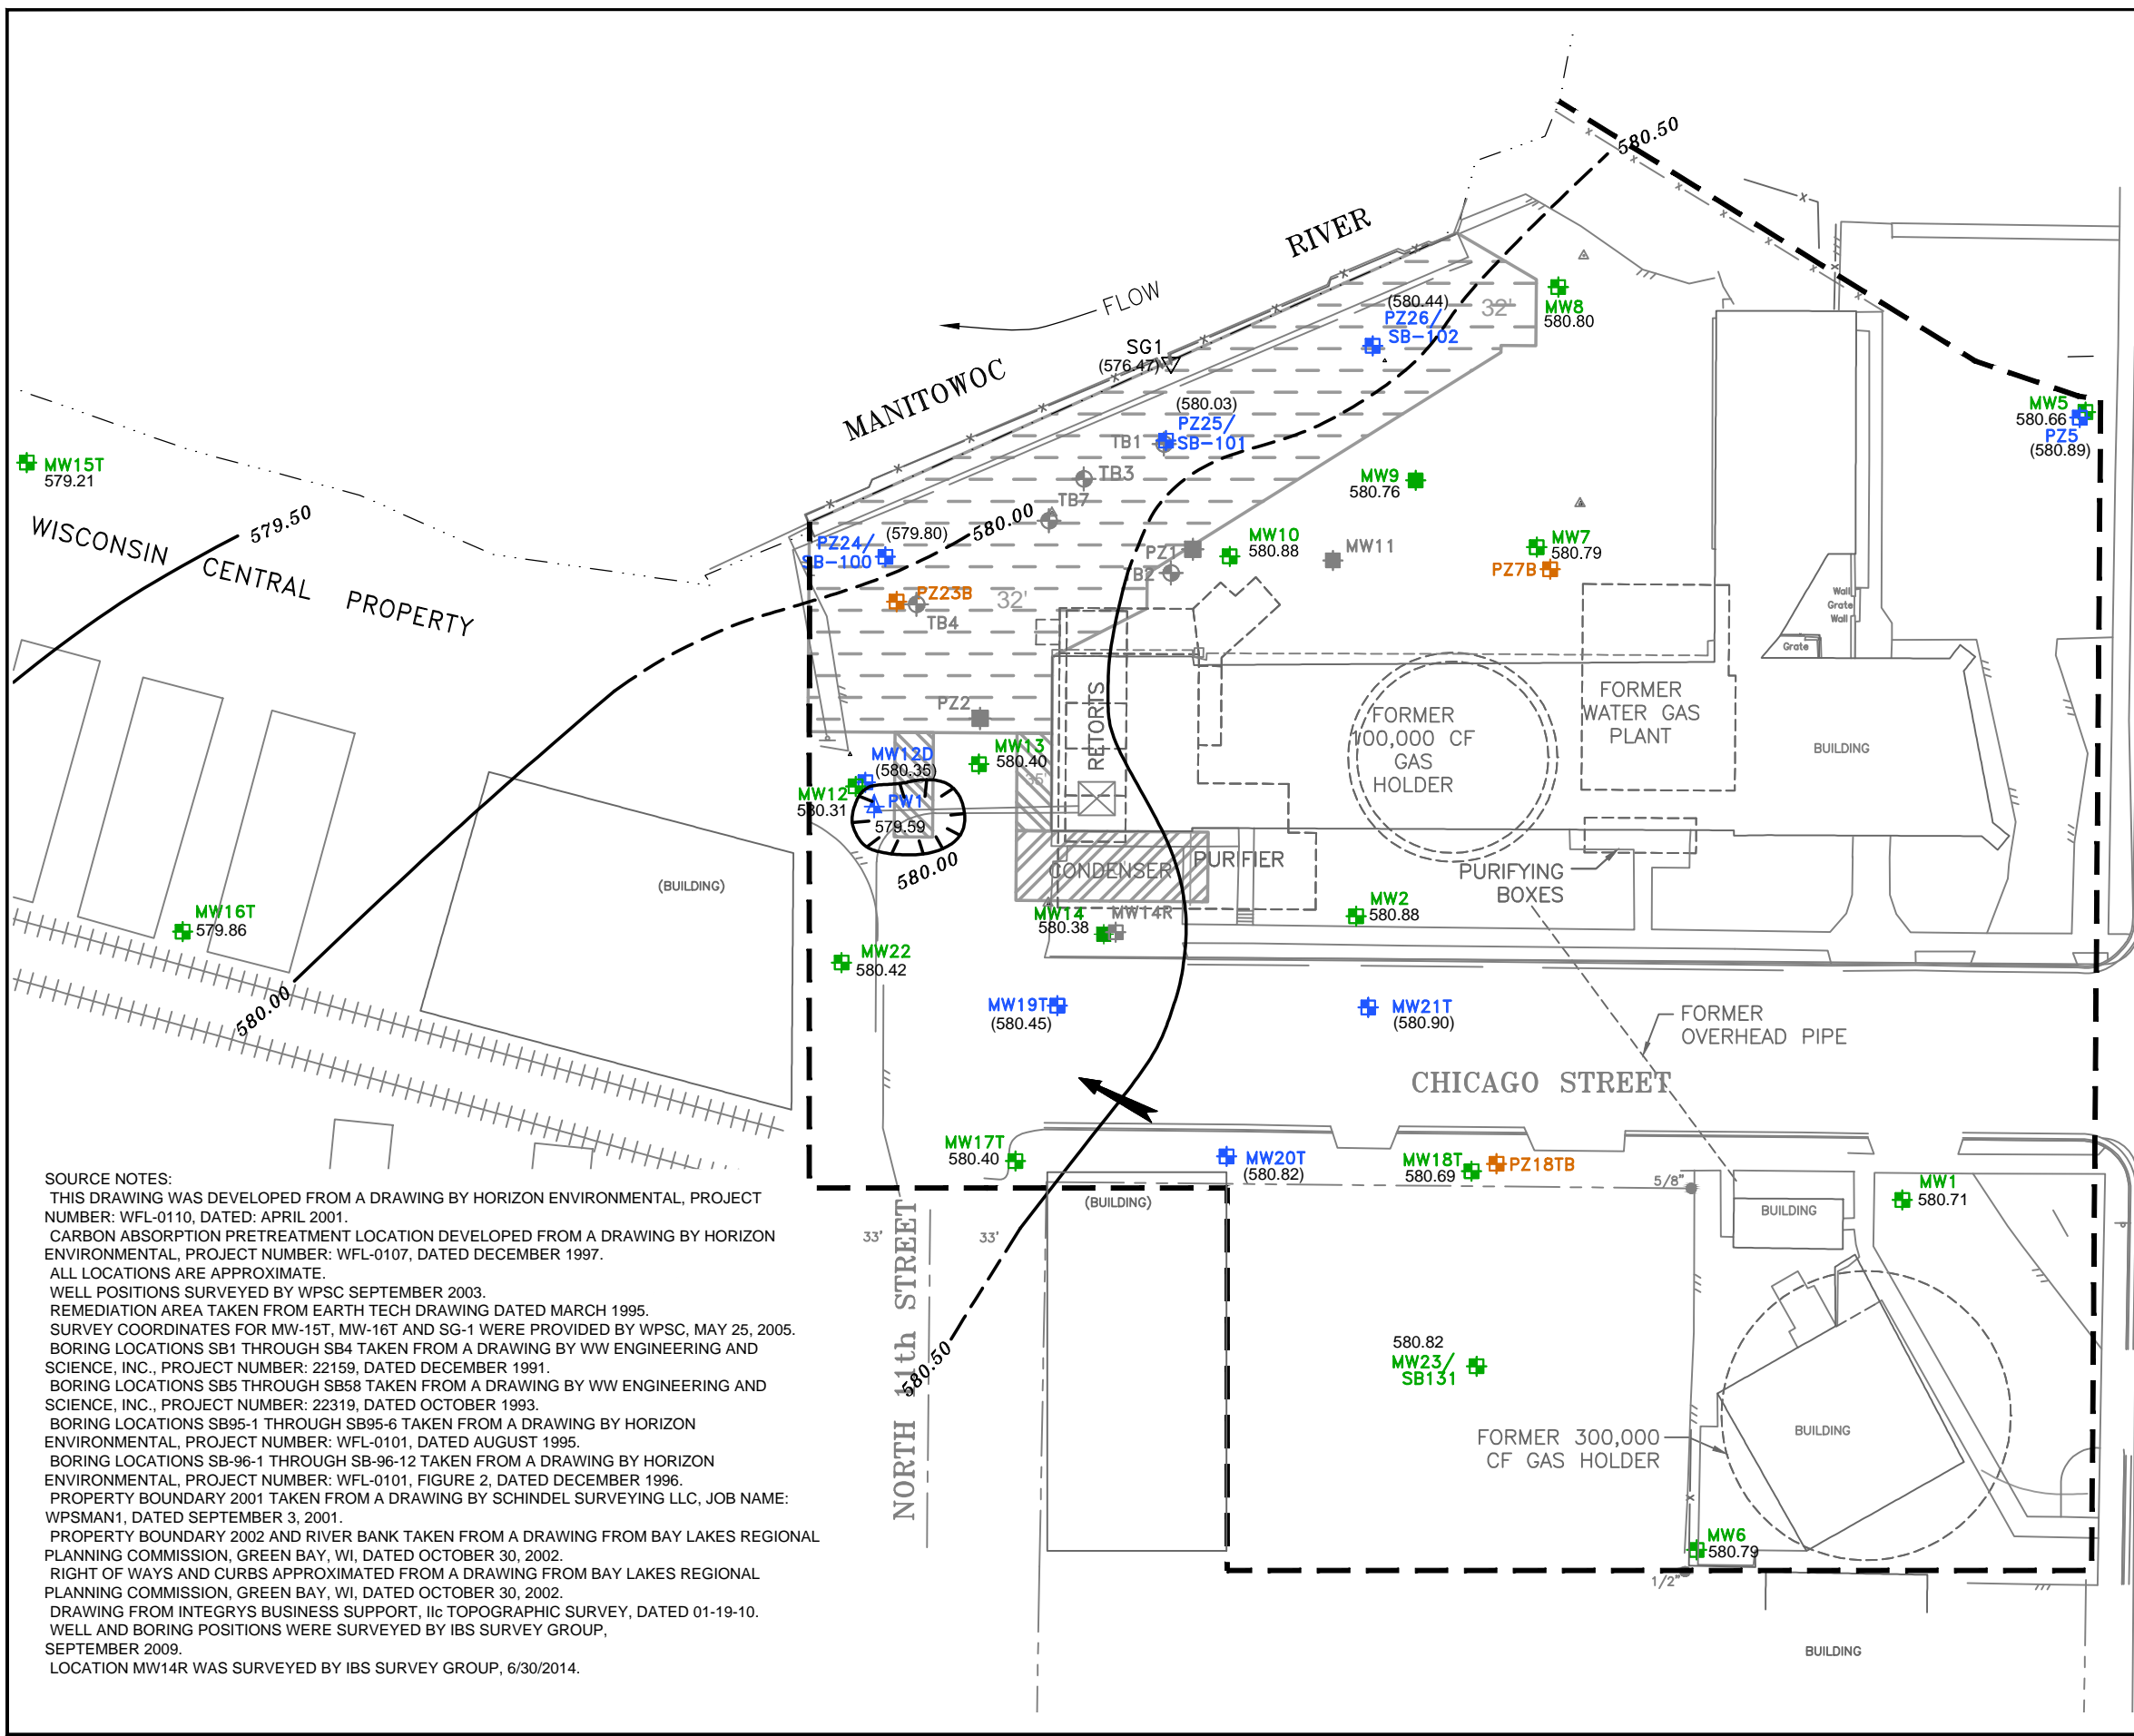 580.50
MANITOWOC RIVER
FLOW
SG1
(576.47)
(580.44)
PZ26/
SB-102
32'
MW8
580.80
(580.03)
PZ25/
SB-101
TB1
TB3
TB7
MW5
580.66
PZ5
(580.89)
MW15T
579.21
579.50
WISCONSIN CENTRAL PROPERTY
PZ24/
SB-100
(579.80)
580.00
PZ23B
TB4
32'
PZ1
TB2
MW10
580.88
MW9
580.76
MW11
MW7
580.79
PZ7B
Wall
Grate
Wall
Grate
PZ2
RETORTS
FORMER
100,000 CF
GAS
HOLDER
FORMER
WATER GAS
PLANT
BUILDING
MW12D
(580.35)
MW13
580.40
MW12
580.31
PW1
579.59
580.00
CONDENSER
PURIFIER
PURIFYING
BOXES
(BUILDING)
MW16T
579.86
580.00
MW14
580.38
MW14R
MW2
580.88
MW22
580.42
MW19T
(580.45)
MW21T
(580.90)
FORMER
OVERHEAD PIPE
CHICAGO STREET
MW17T
580.40
MW20T
(580.82)
MW18T
580.69
PZ18TB
5/8"
MW1
580.71
(BUILDING)
BUILDING
33'
33'
NORTH 11th STREET
580.50
580.82
MW23/
SB131
FORMER 300,000
CF GAS HOLDER
BUILDING
MW6
580.79
1/2"
BUILDING
SOURCE NOTES:
THIS DRAWING WAS DEVELOPED FROM A DRAWING BY HORIZON ENVIRONMENTAL, PROJECT
NUMBER: WFL-0110, DATED: APRIL 2001.
CARBON ABSORPTION PRETREATMENT LOCATION DEVELOPED FROM A DRAWING BY HORIZON
ENVIRONMENTAL, PROJECT NUMBER: WFL-0107, DATED DECEMBER 1997.
ALL LOCATIONS ARE APPROXIMATE.
WELL POSITIONS SURVEYED BY WPSC SEPTEMBER 2003.
REMEDIATION AREA TAKEN FROM EARTH TECH DRAWING DATED MARCH 1995.
SURVEY COORDINATES FOR MW-15T, MW-16T AND SG-1 WERE PROVIDED BY WPSC, MAY 25, 2005.
BORING LOCATIONS SB1 THROUGH SB4 TAKEN FROM A DRAWING BY WW ENGINEERING AND
SCIENCE, INC., PROJECT NUMBER: 22159, DATED DECEMBER 1991.
BORING LOCATIONS SB5 THROUGH SB58 TAKEN FROM A DRAWING BY WW ENGINEERING AND
SCIENCE, INC., PROJECT NUMBER: 22319, DATED OCTOBER 1993.
BORING LOCATIONS SB95-1 THROUGH SB95-6 TAKEN FROM A DRAWING BY HORIZON
ENVIRONMENTAL, PROJECT NUMBER: WFL-0101, DATED AUGUST 1995.
BORING LOCATIONS SB-96-1 THROUGH SB-96-12 TAKEN FROM A DRAWING BY HORIZON
ENVIRONMENTAL, PROJECT NUMBER: WFL-0101, FIGURE 2, DATED DECEMBER 1996.
PROPERTY BOUNDARY 2001 TAKEN FROM A DRAWING BY SCHINDEL SURVEYING LLC, JOB NAME:
WPSMAN1, DATED SEPTEMBER 3, 2001.
PROPERTY BOUNDARY 2002 AND RIVER BANK TAKEN FROM A DRAWING FROM BAY LAKES REGIONAL
PLANNING COMMISSION, GREEN BAY, WI, DATED OCTOBER 30, 2002.
RIGHT OF WAYS AND CURBS APPROXIMATED FROM A DRAWING FROM BAY LAKES REGIONAL
PLANNING COMMISSION, GREEN BAY, WI, DATED OCTOBER 30, 2002.
DRAWING FROM INTEGRYS BUSINESS SUPPORT, llc TOPOGRAPHIC SURVEY, DATED 01-19-10.
WELL AND BORING POSITIONS WERE SURVEYED BY IBS SURVEY GROUP,
SEPTEMBER 2009.
LOCATION MW14R WAS SURVEYED BY IBS SURVEY GROUP, 6/30/2014.